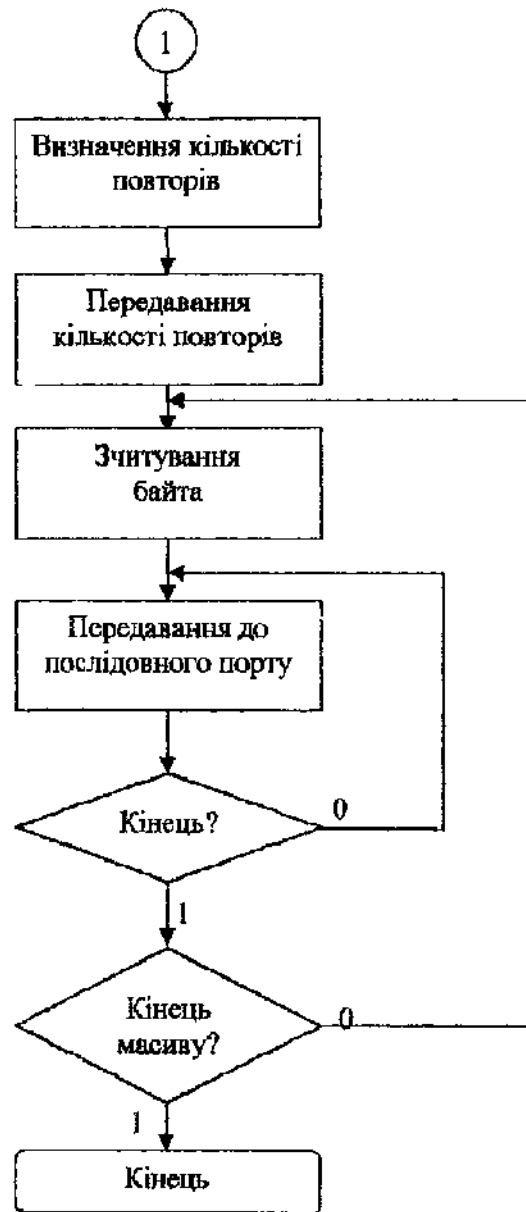 1
Визначення кількості
повторів
Передавання
кількості повторів
Зчитування
байта
Передавання до
послідовного порту
Кінець?
0
1
Кінець
масиву?
0
1
Кінець